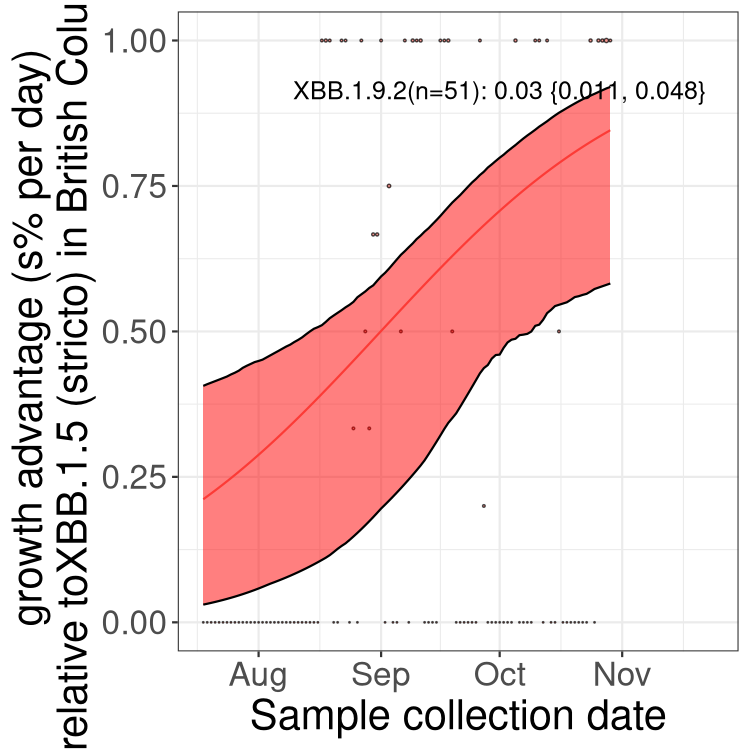 growth advantage (s% per day)
relative toXBB.1.5 (stricto) in British Colu
1.00
0.75
0.50
0.25
0.00
XBB.1.9.2(n=51): 0.03 {0.011, 0.048}
Aug Sep Oct Nov
Sample collection date